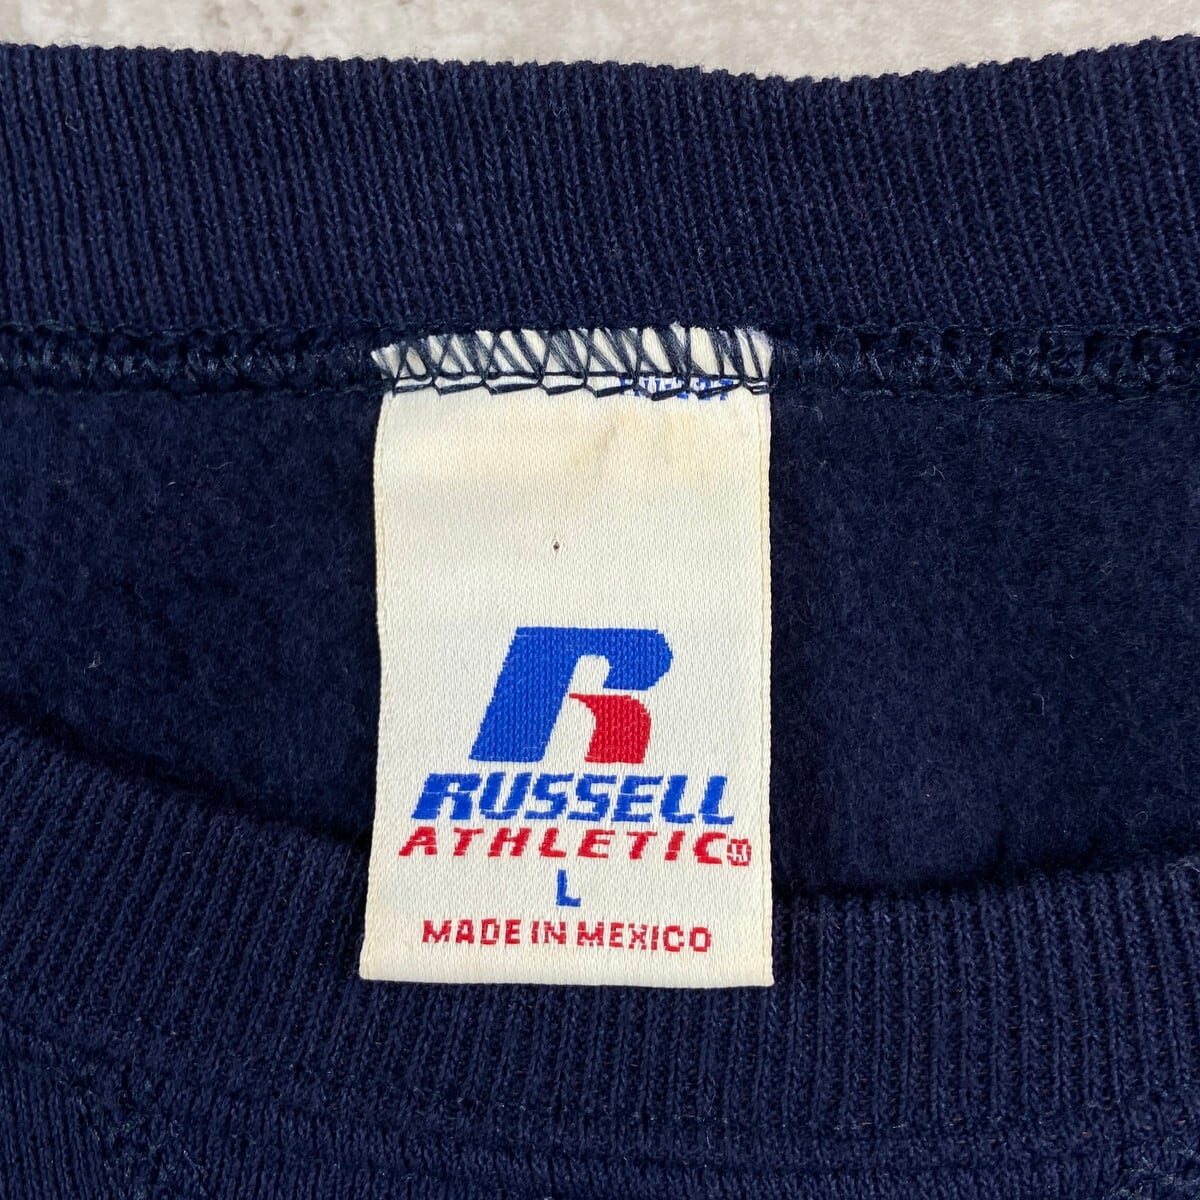 RUSSELL
ATHLETIC®
L
MADE IN MEXICO